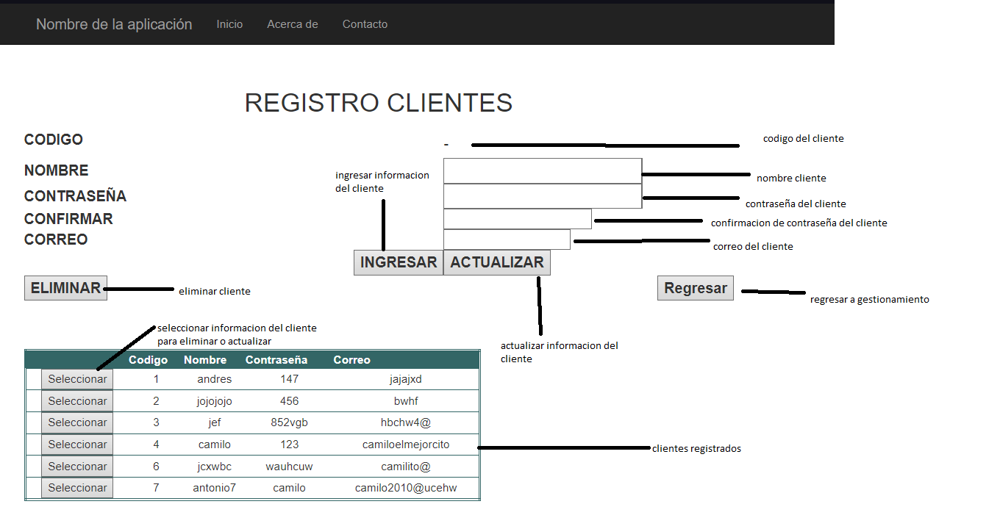 Nombre de la aplicación Inicio Acerca de Contacto
REGISTRO CLIENTES
CODIGO - codigo del cliente
NOMBRE nombre cliente
ingresar informacion
del cliente
CONTRASEÑA contraseña del cliente
CONFIRMAR confirmacion de contraseña del cliente
CORREO correo del cliente
INGRESAR ACTUALIZAR
ELIMINAR eliminar cliente Regresar regresar a gestionamiento
seleccionar informacion del cliente
para eliminar o actualizar
actualizar informacion del
cliente
Codigo Nombre Contraseña Correo
Seleccionar 1 andres 147 jajajxd
Seleccionar 2 jojojojo 456 bwhf
Seleccionar 3 jef 852vgb hbchw4@
Seleccionar 4 camilo 123 camiloelmejorcito
clientes registrados
Seleccionar 6 jcxwbc wauhcuw camilito@
Seleccionar 7 antonio7 camilo camilo2010@ucehw